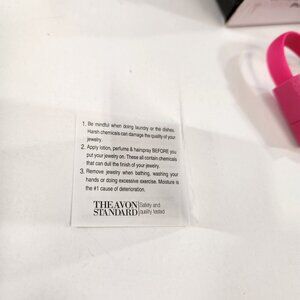 1. Be mindful when doing laundry or the dishes.
Harsh chemicals can damage the quality of your
jewelry.
2. Apply lotion, perfume & hairspray BEFORE you
put your jewelry on. These all contain chemicals
that can dull the finish of your jewelry.
3. Remove jewelry when bathing, washing your
hands or doing excessive exercise. Moisture is
the #1 cause of deterioration.
THE AVON Safety and
STANDARD quality tested